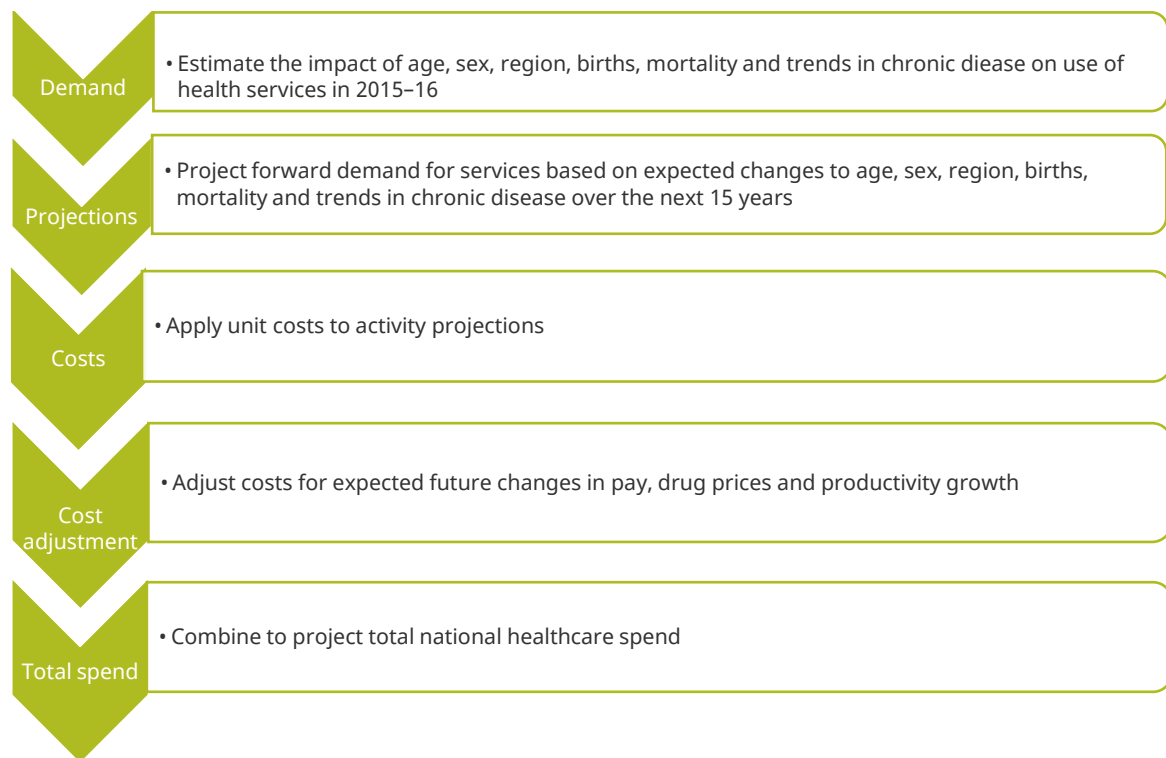 Demand
• Estimate the impact of age, sex, region, births, mortality and trends in chronic diease on use of
health services in 2015–16
Projections
• Project forward demand for services based on expected changes to age, sex, region, births,
mortality and trends in chronic disease over the next 15 years
Costs
• Apply unit costs to activity projections
Cost
adjustment
• Adjust costs for expected future changes in pay, drug prices and productivity growth
Total spend
• Combine to project total national healthcare spend